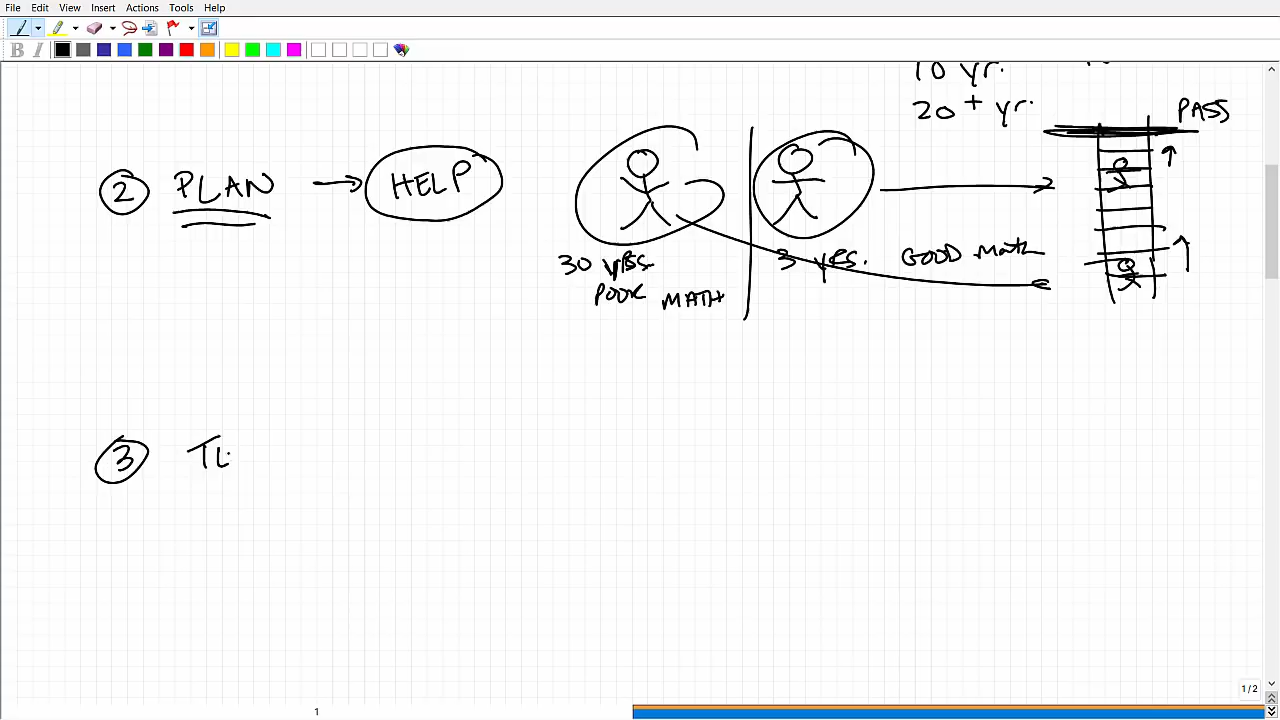 File Edit View Insert Actions Tools Help
B I
10 yr.
20 + yr.
PASS
2 PLAN → HELP
30 yrs. 3 yrs. GOOD Math
POOR MATH
3
1/2
1